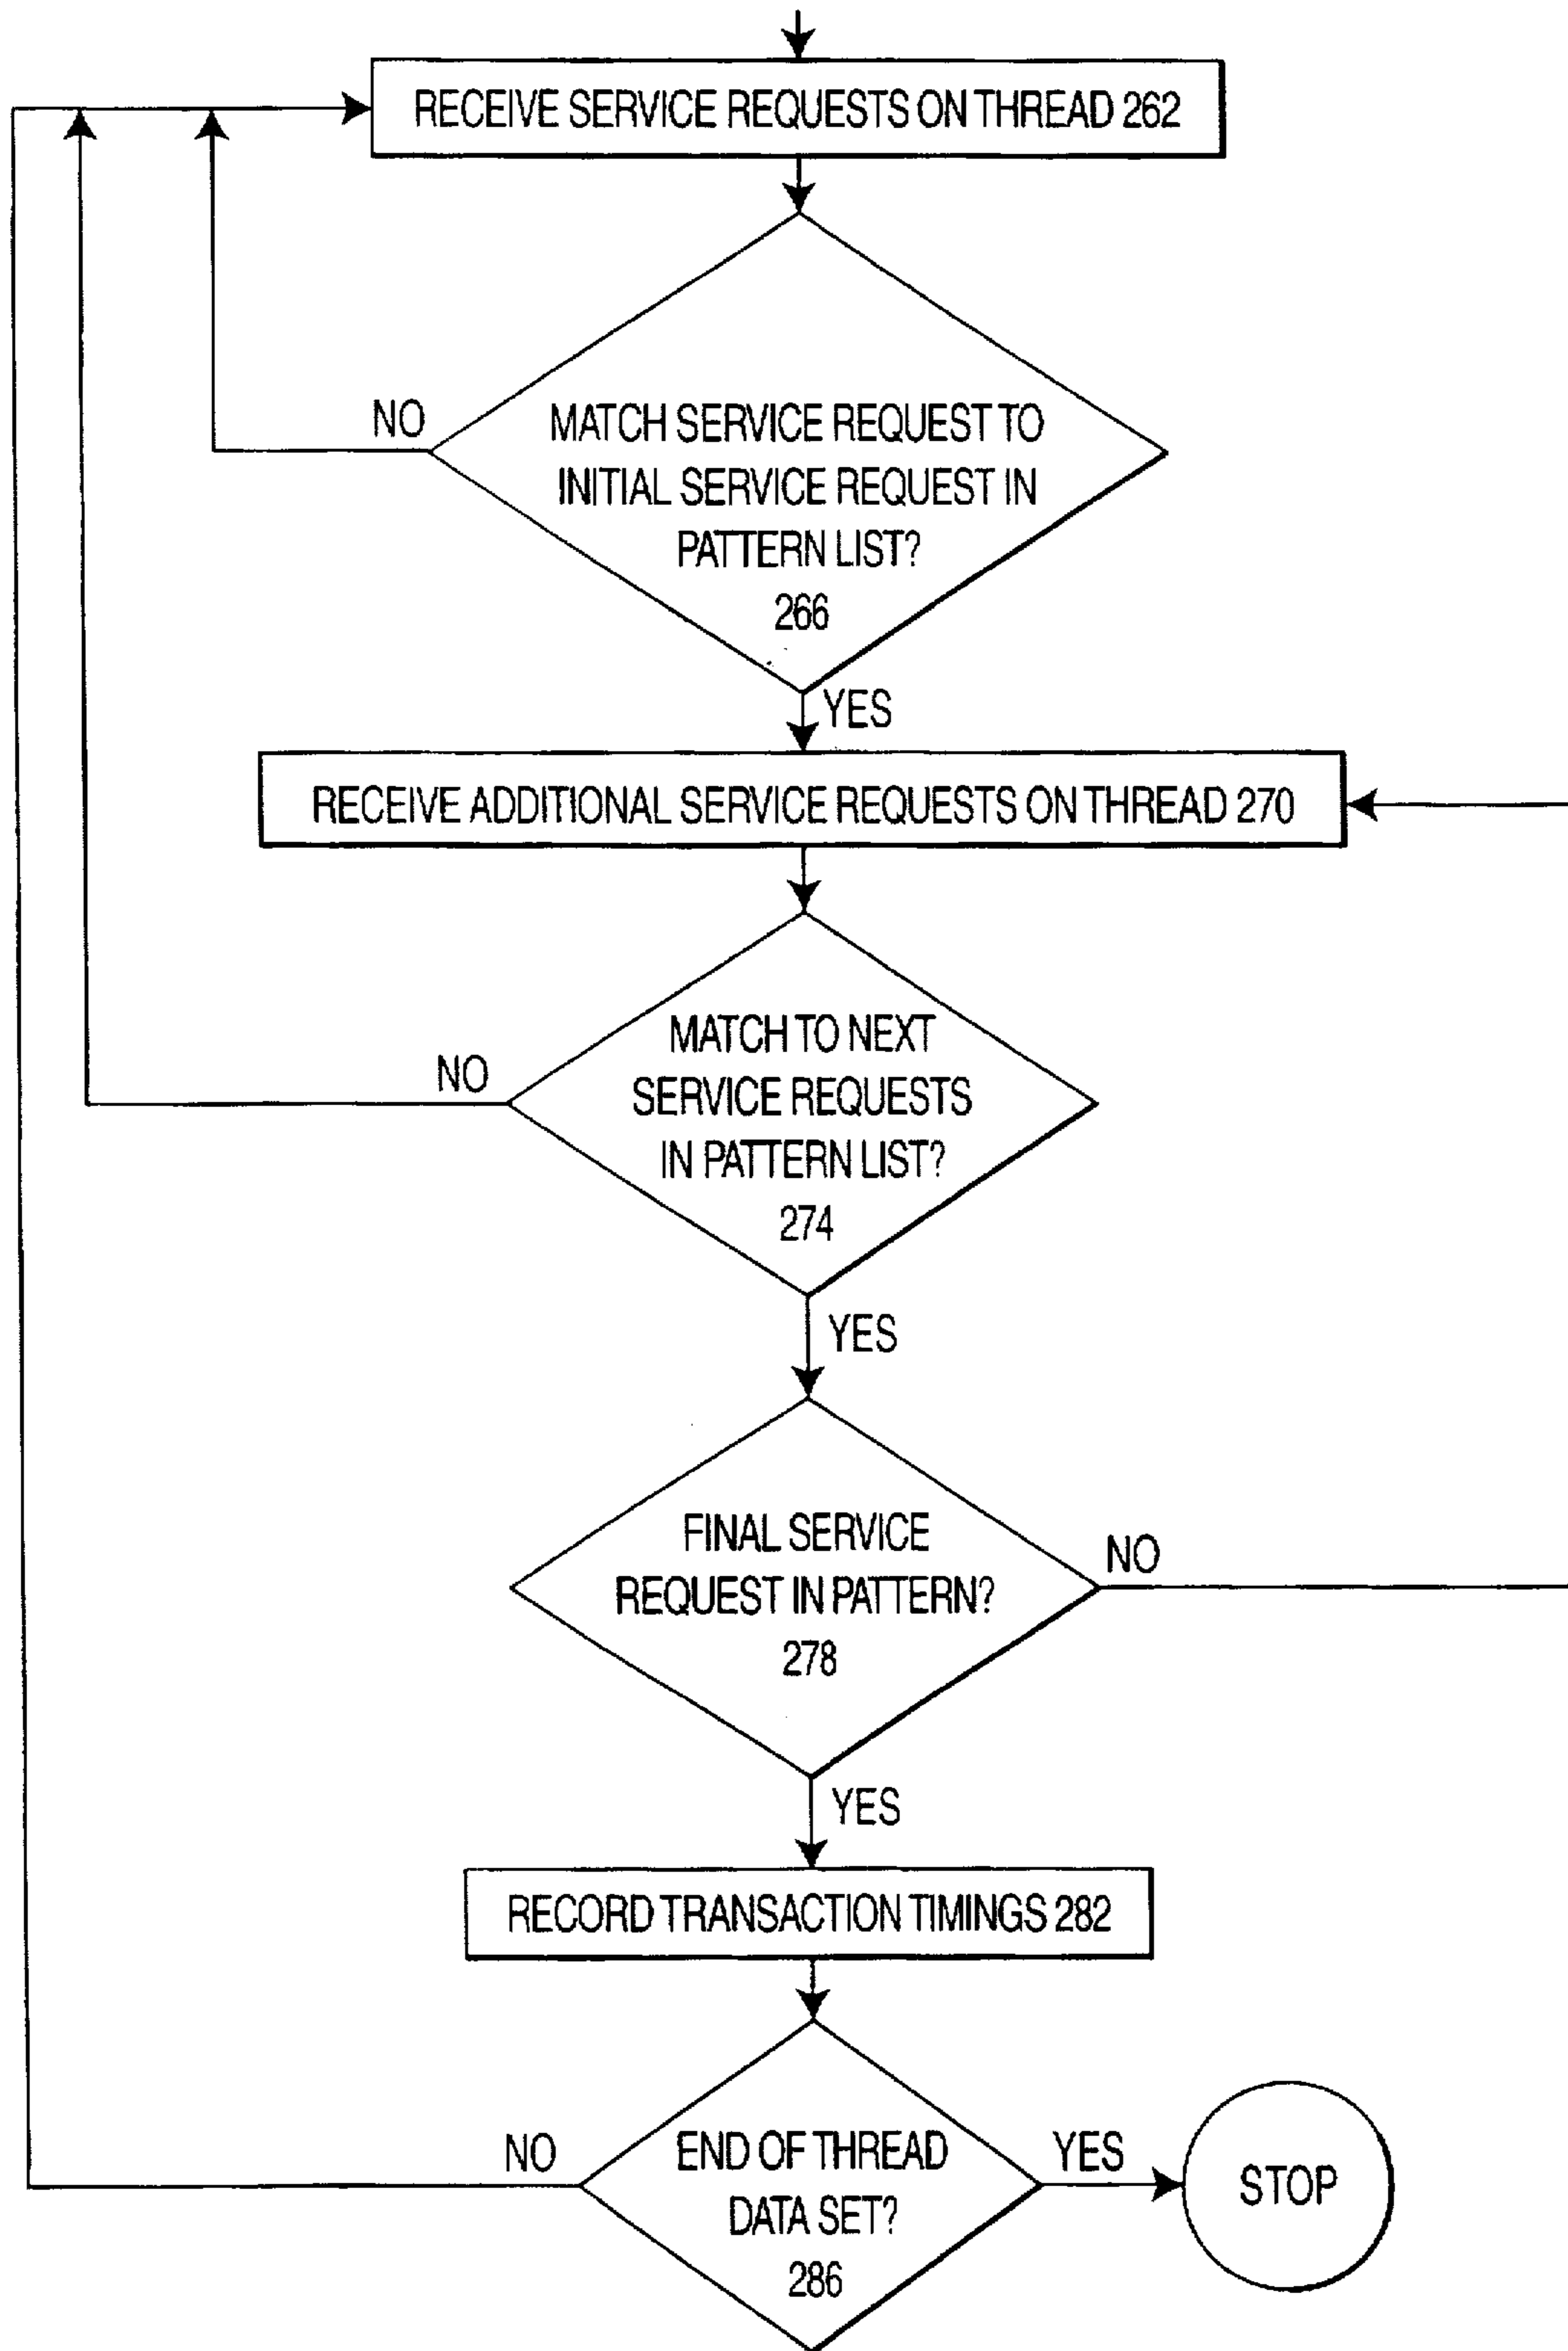 RECEIVE SERVICE REQUESTS ON THREAD 262
NO
MATCH SERVICE REQUEST TO
INITIAL SERVICE REQUEST IN
PATTERN LIST?
266
YES
RECEIVE ADDITIONAL SERVICE REQUESTS ON THREAD 270
NO
MATCH TO NEXT
SERVICE REQUESTS
IN PATTERN LIST?
274
YES
FINAL SERVICE
REQUEST IN PATTERN?
278
NO
YES
RECORD TRANSACTION TIMINGS 282
NO
END OF THREAD
DATA SET?
286
YES
STOP